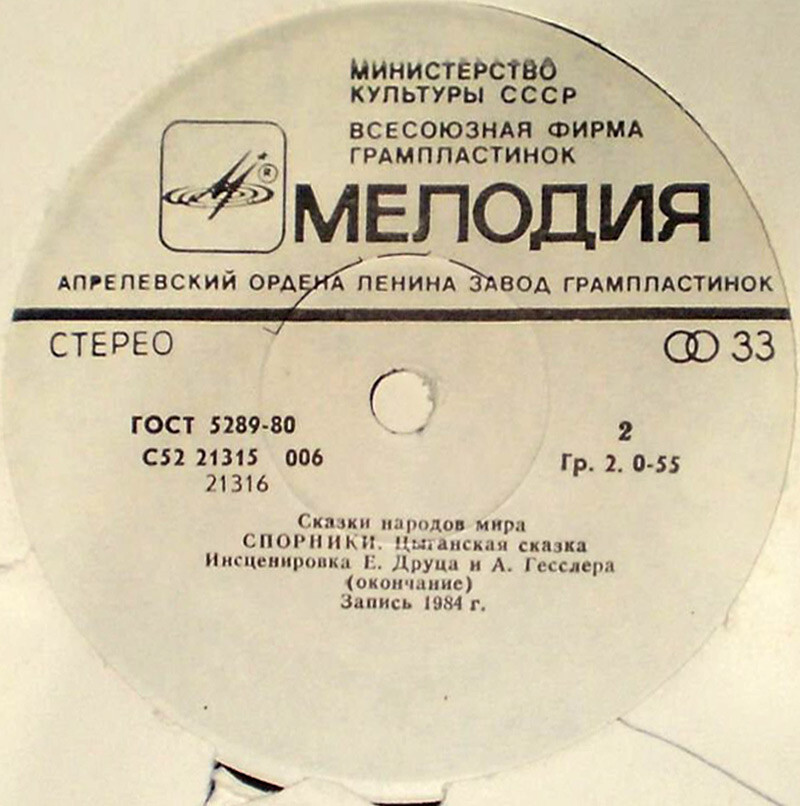 МИНИСТЕРСТВО
КУЛЬТУРЫ СССР
ВСЕСОЮЗНАЯ ФИРМА
ГРАМПЛАСТИНОК
®
МЕЛОДИЯ
АПРЕЛЕВСКИЙ ОРДЕНА ЛЕНИНА ЗАВОД ГРАМПЛАСТИНОК
СТЕРЕО
33
ГОСТ 5289-80
С52 21315 006
21316
2
Гр. 2. 0-55
Сказки народов мира
СПОРНИКИ. Цыганская сказка
Инсценировка Е. Друца и А. Гесслера
(окончание)
Запись 1984 г.